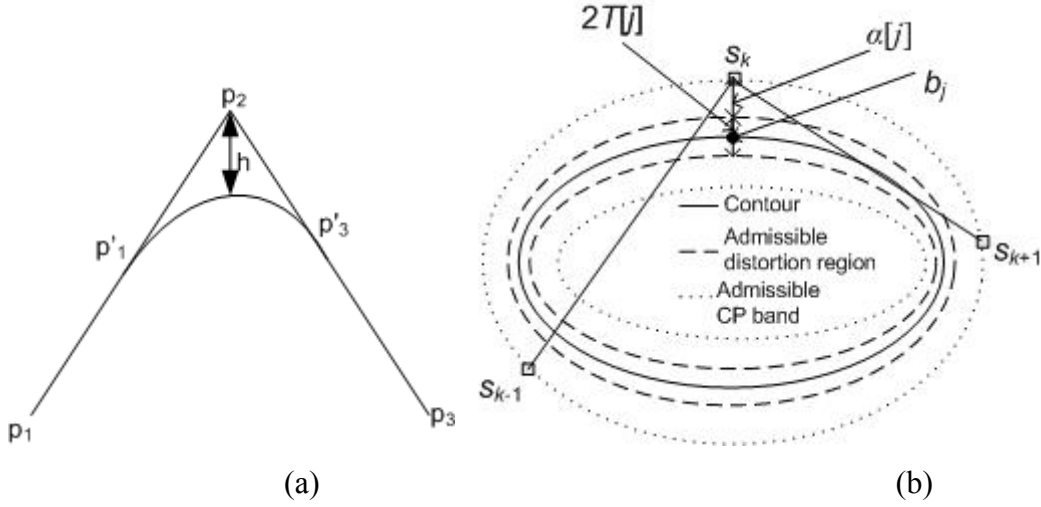 p₂
h
p'₁
p'₃
p₁
p₃
(a)
2T[j]
α[j]
sₖ
bⱼ
Contour
Admissible
distortion region
Admissible
CP band
sₖ₊₁
sₖ₋₁
(b)